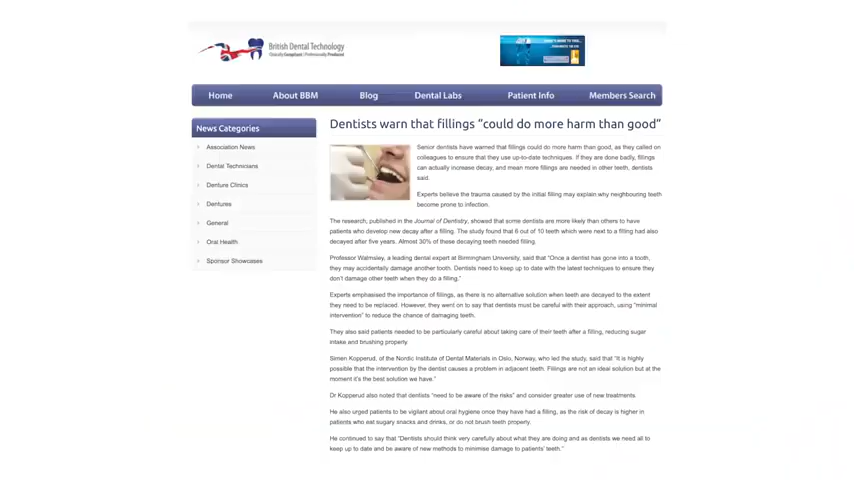 British Dental Technology
Clinically Compliant | Professionally Produced
Home
About BBM
Blog
Dental Labs
Patient Info
Members Search
News Categories
Association News
Dental Technicians
Denture Clinics
Dentures
General
Oral Health
Sponsor Showcases
Dentists warn that fillings “could do more harm than good”
Senior dentists have warned that fillings could do more harm than good, as they called on
colleagues to ensure that they use up-to-date techniques. If they are done badly, fillings
can actually increase decay, and mean more fillings are needed in other teeth, dentists
said.
Experts believe the trauma caused by the initial filling may explain why neighbouring teeth
become prone to infection.
The research, published in the Journal of Dentistry, showed that some dentists are more likely than others to have
patients who develop new decay after a filling. The study found that 6 out of 10 teeth which were next to a filling had also
decayed after five years. Almost 30% of these decaying teeth needed filling.
Professor Walmsley, a leading dental expert at Birmingham University, said that “Once a dentist has gone into a tooth,
they may accidentally damage another tooth. Dentists need to keep up to date with the latest techniques to ensure they
don’t damage other teeth when they do a filling.”
Experts emphasised the importance of fillings, as there is no alternative solution when teeth are decayed to the extent
they need to be replaced. However, they went on to say that dentists must be careful with their approach, using “minimal
intervention” to reduce the chance of damaging teeth.
They also said patients needed to be particularly careful about taking care of their teeth after a filling, reducing sugar
intake and brushing properly.
Simen Kopperud, of the Nordic Institute of Dental Materials in Oslo, Norway, who led the study, said that “It is highly
possible that the intervention by the dentist causes a problem in adjacent teeth. Fillings are not an ideal solution but at the
moment it’s the best solution we have.”
Dr Kopperud also noted that dentists “need to be aware of the risks” and consider greater use of new treatments.
He also urged patients to be vigilant about oral hygiene once they have had a filling, as the risk of decay is higher in
patients who eat sugary snacks and drinks, or do not brush teeth properly.
He continued to say that “Dentists should think very carefully about what they are doing and as dentists we need all to
keep up to date and be aware of new methods to minimise damage to patients’ teeth.”